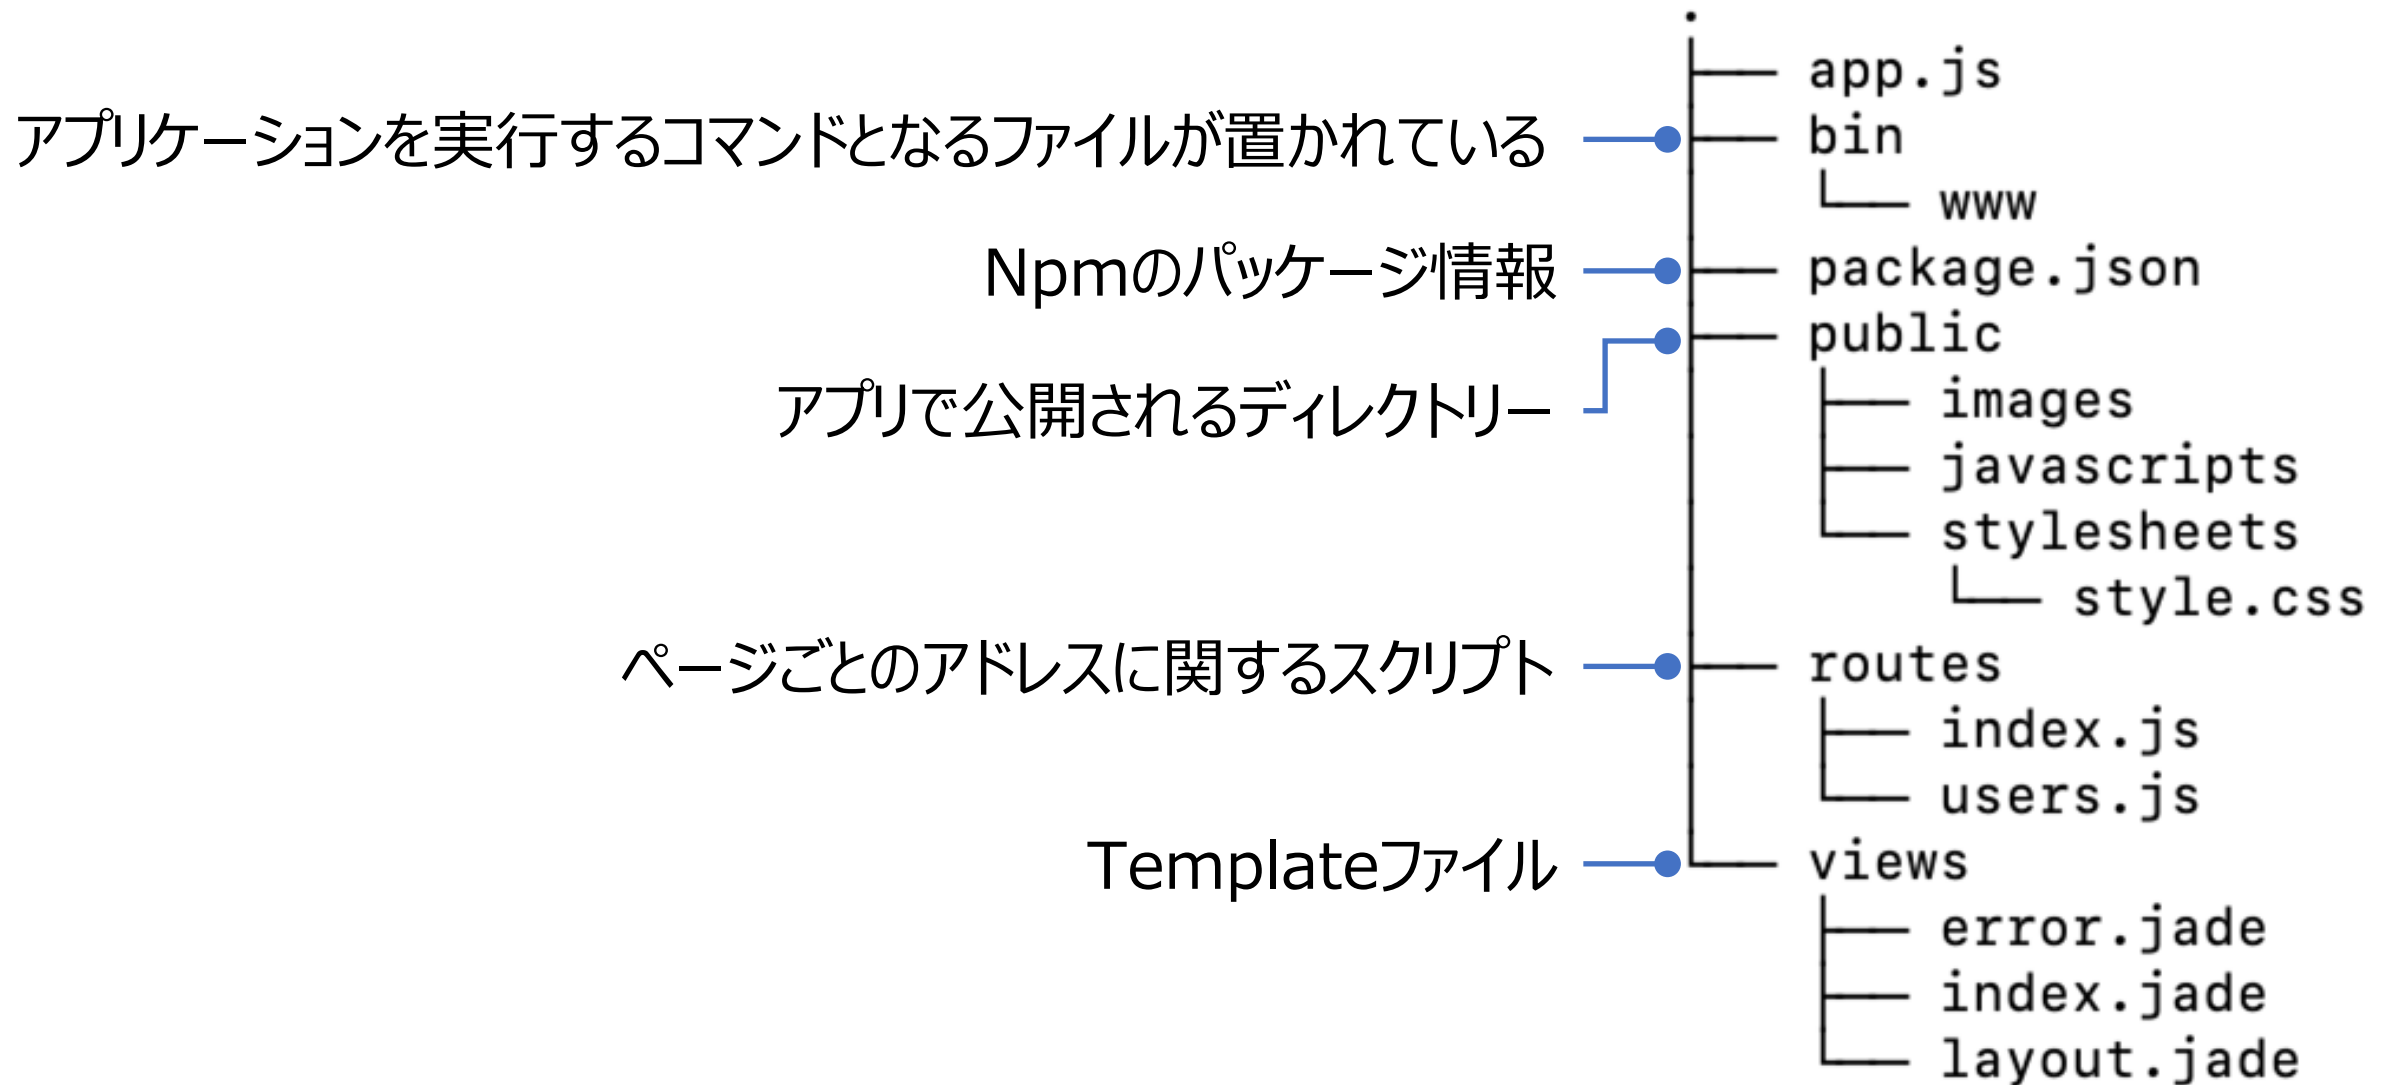 .
app.js
アプリケーションを実行するコマンドとなるファイルが置かれている bin
www
Npmのパッケージ情報 package.json
public
images
アプリで公開されるディレクトリー
javascripts
stylesheets
style.css
ページごとのアドレスに関するスクリプト routes
index.js
users.js
Templateファイル views
error.jade
index.jade
layout.jade